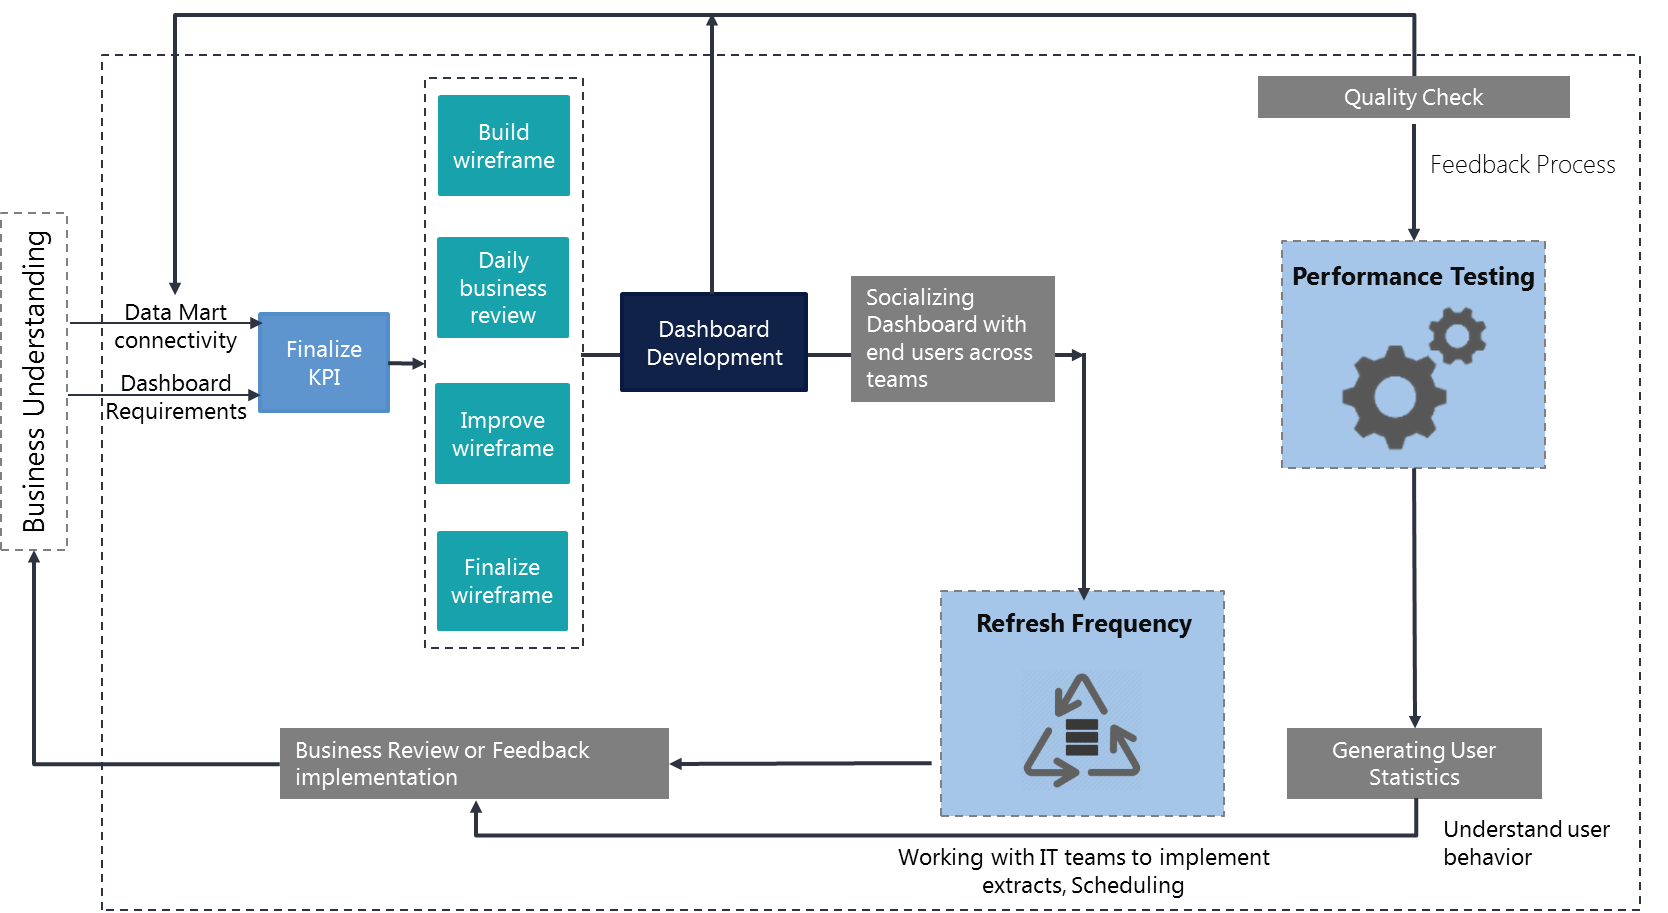 Business Understanding
Data Mart
connectivity
Dashboard
Requirements
Finalize
KPI
Build
wireframe
Daily
business
review
Improve
wireframe
Finalize
wireframe
Dashboard
Development
Socializing
Dashboard with
end users across
teams
Quality Check
Feedback Process
Performance Testing
Refresh Frequency
Business Review or Feedback
implementation
Generating User
Statistics
Understand user
behavior
Working with IT teams to implement
extracts, Scheduling